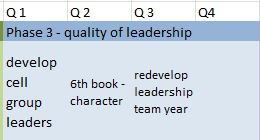 Q 1 Q 2 Q 3 Q4
Phase 3 - quality of leadership
develop
cell
group
leaders
6th book -
character
redevelop
leadership
team year